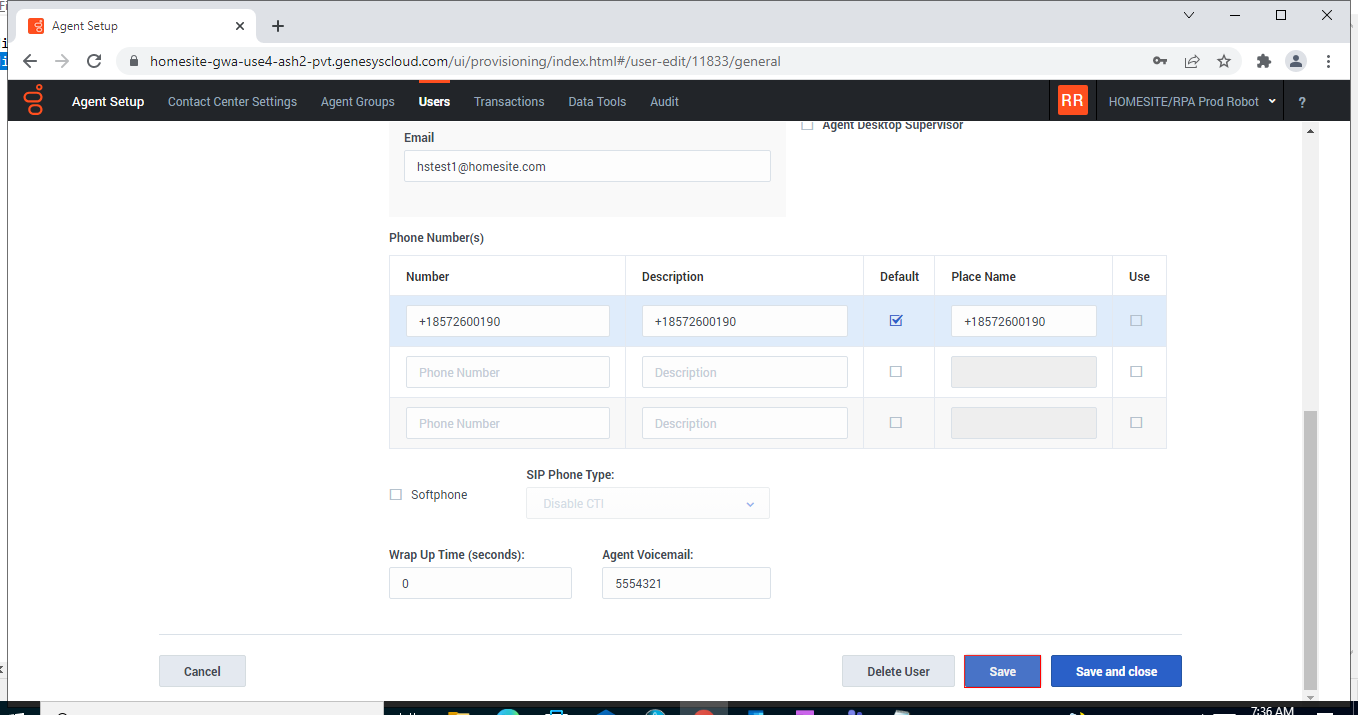 Agent Setup
homesite-gwa-use4-ash2-pvt.genesyscloud.com/ui/provisioning/index.html#/user-edit/11833/general
Agent Setup Contact Center Settings Agent Groups Users Transactions Data Tools Audit RR HOMESITE/RPA Prod Robot ?
Agent Desktop Supervisor
Email
hstest1@homesite.com
Phone Number(s)
Number Description Default Place Name Use
+18572600190 +18572600190 +18572600190
Phone Number Description
Phone Number Description
SIP Phone Type:
Softphone
Disable CTI
Wrap Up Time (seconds): Agent Voicemail:
0 5554321
Cancel Delete User Save Save and close
7:36 AM